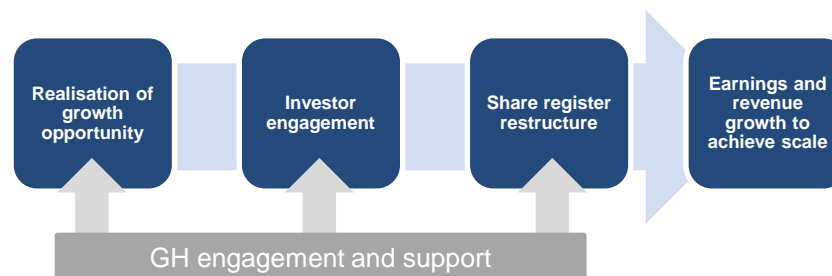 Realisation of
growth
opportunity
Investor
engagement
Share register
restructure
Earnings and
revenue
growth to
achieve scale
GH engagement and support